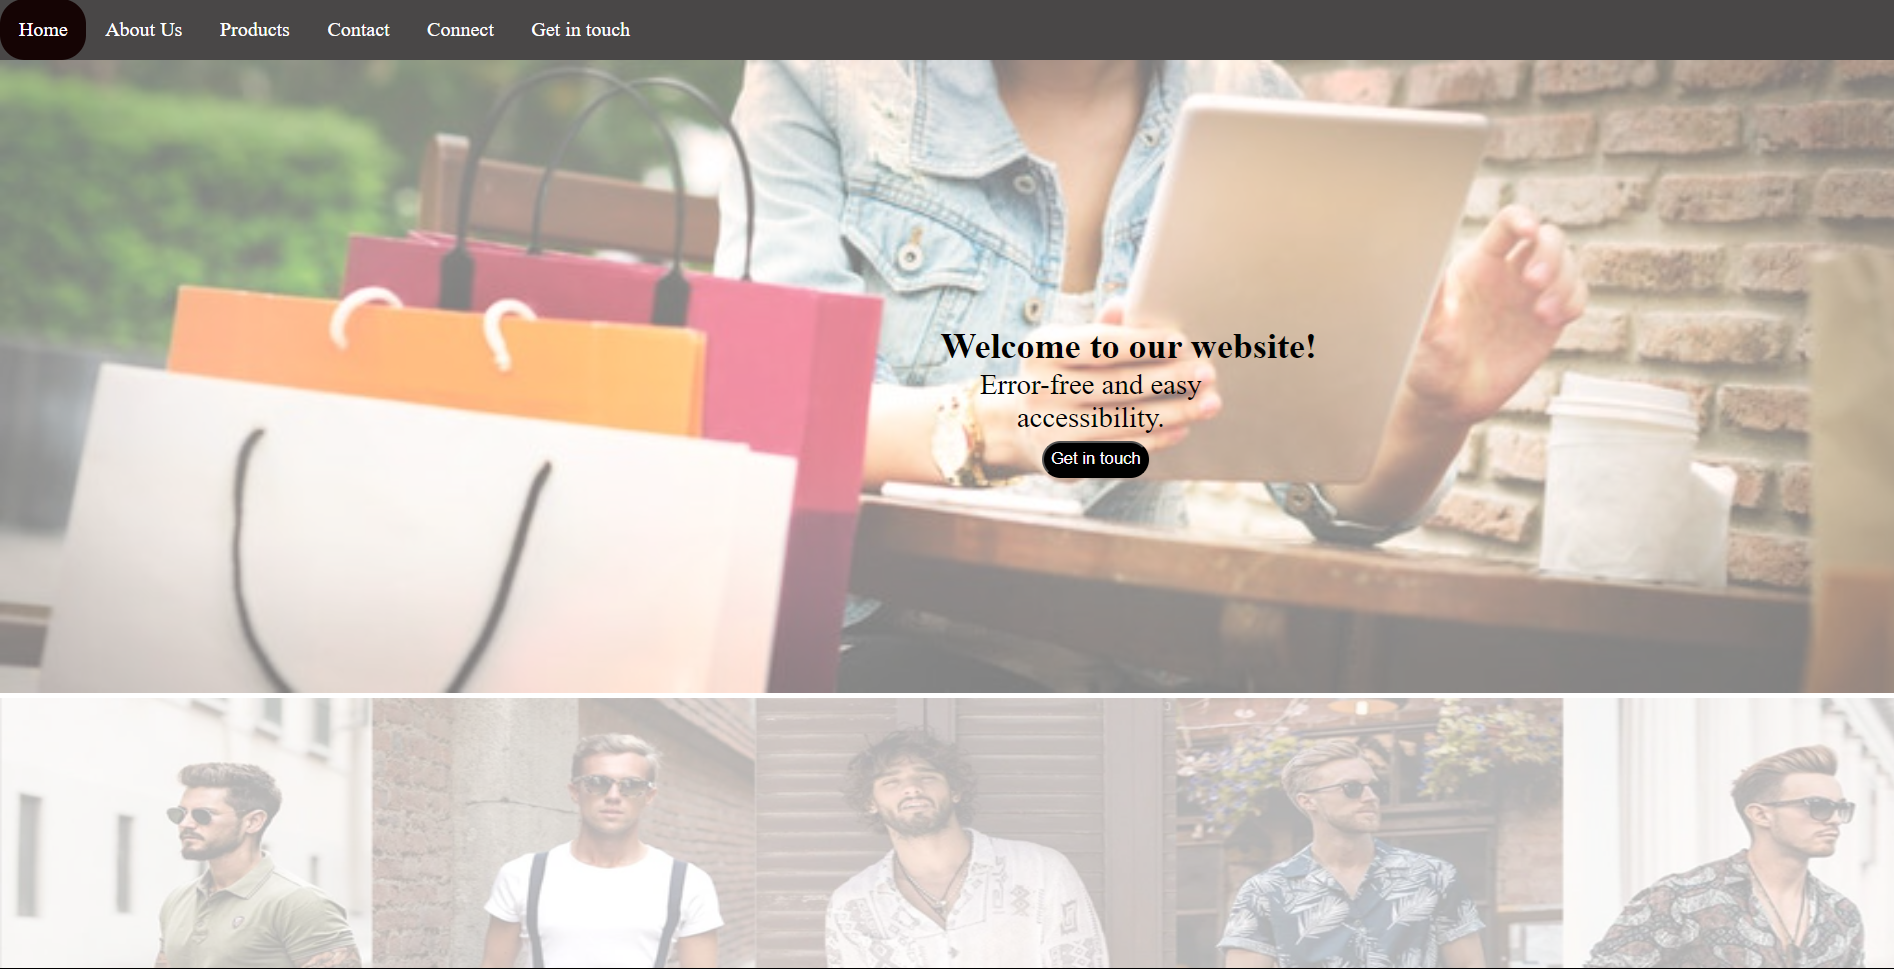 Home About Us Products Contact Connect Get in touch
Welcome to our website!
Error-free and easy
accessibility.
Get in touch